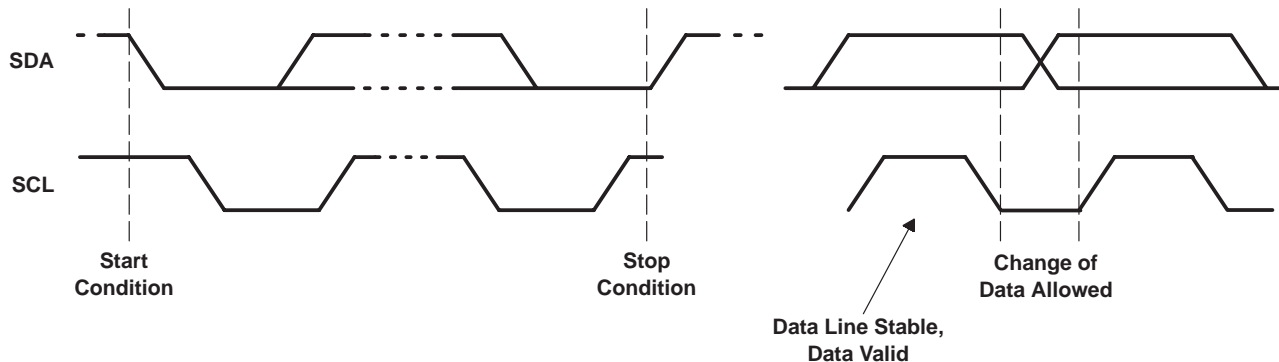 SDA
SCL
Start
Condition
Stop
Condition
Change of
Data Allowed
Data Line Stable,
Data Valid